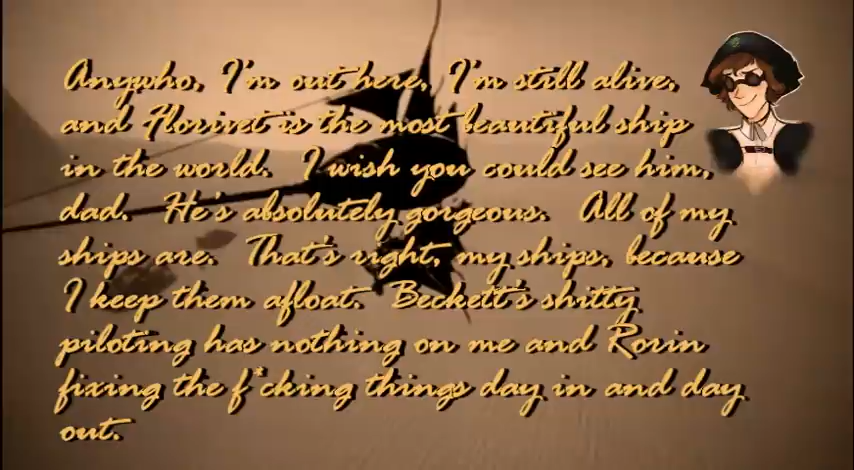 Anywho, I'm out here, I'm still alive,
and Florivet is the most beautiful ship
in the world. I wish you could see him,
dad. He's absolutely gorgeous. All of my
ships are. That's right, my ships, because
I keep them afloat. Beckett's shitty
piloting has nothing on me and Rorin
fixing the f*cking things day in and day
out.